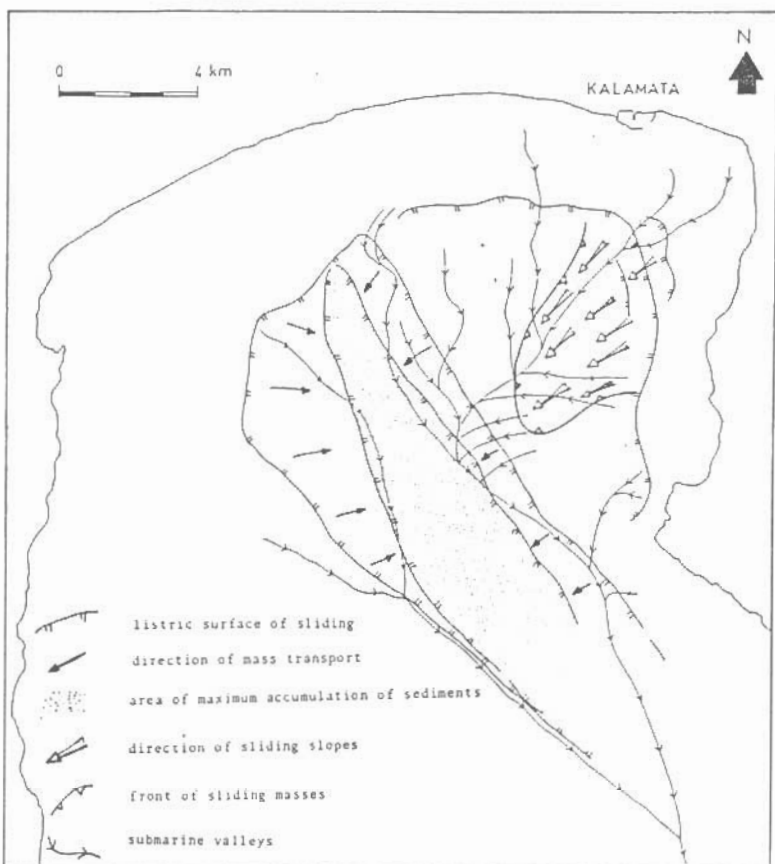 N
0 4 km
KALAMATA
listric surface of sliding
direction of mass transport
area of maximum accumulation of sediments
direction of sliding slopes
front of sliding masses
submarine valleys